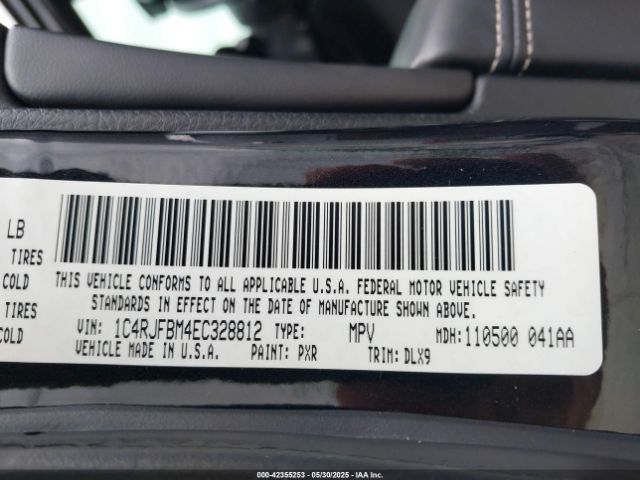 LB
TIRES
COLD
TIRES
COLD
THIS VEHICLE CONFORMS TO ALL APPLICABLE U.S.A. FEDERAL MOTOR VEHICLE SAFETY
STANDARDS IN EFFECT ON THE DATE OF MANUFACTURE SHOWN ABOVE.
VIN: 1C4RJFBM4EC328812 TYPE: MPV MDH: 110500 041AA
VEHICLE MADE IN U.S.A. PAINT: PXR TRIM: DLX9
000-42355253 - 05/30/2025 - IAA Inc.